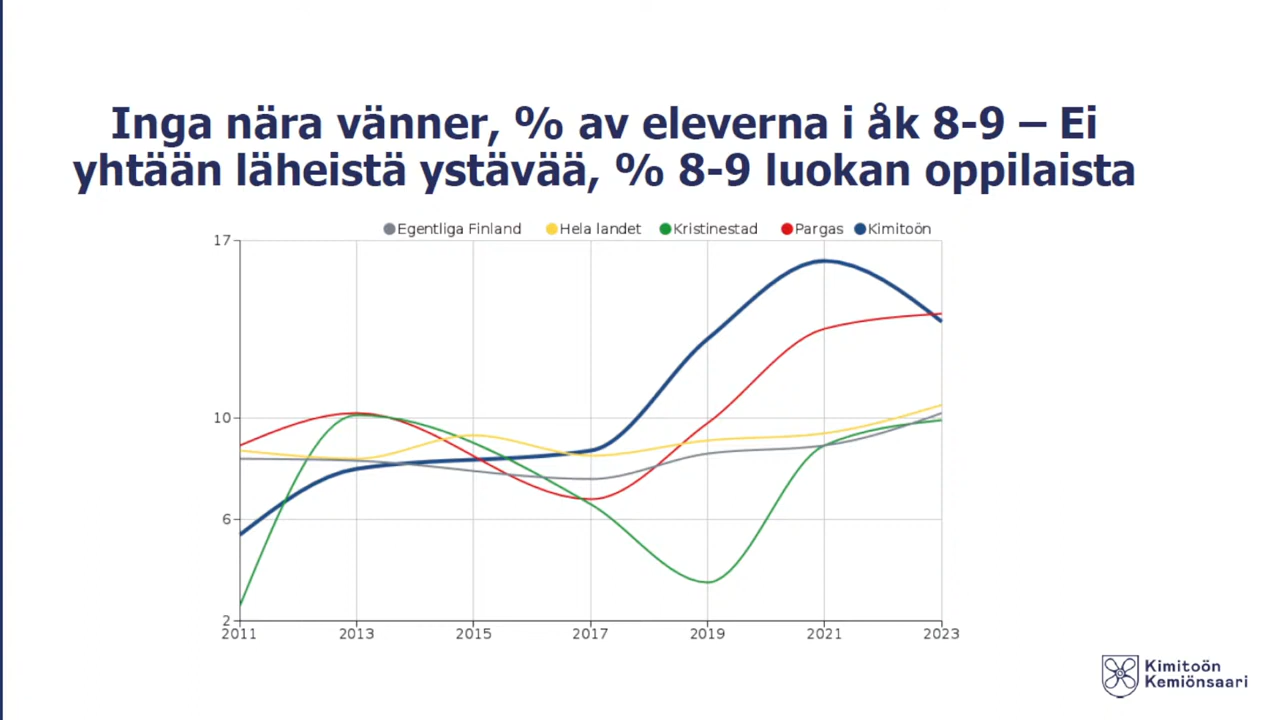 Inga nära vänner, % av eleverna i åk 8-9 – Ei
yhtään läheistä ystävää, % 8-9 luokan oppilaista
Egentliga Finland Hela landet Kristinestad Pargas Kimitoön
17
10
6
2
2011 2013 2015 2017 2019 2021 2023
Kimitoön
Kemiönsaari